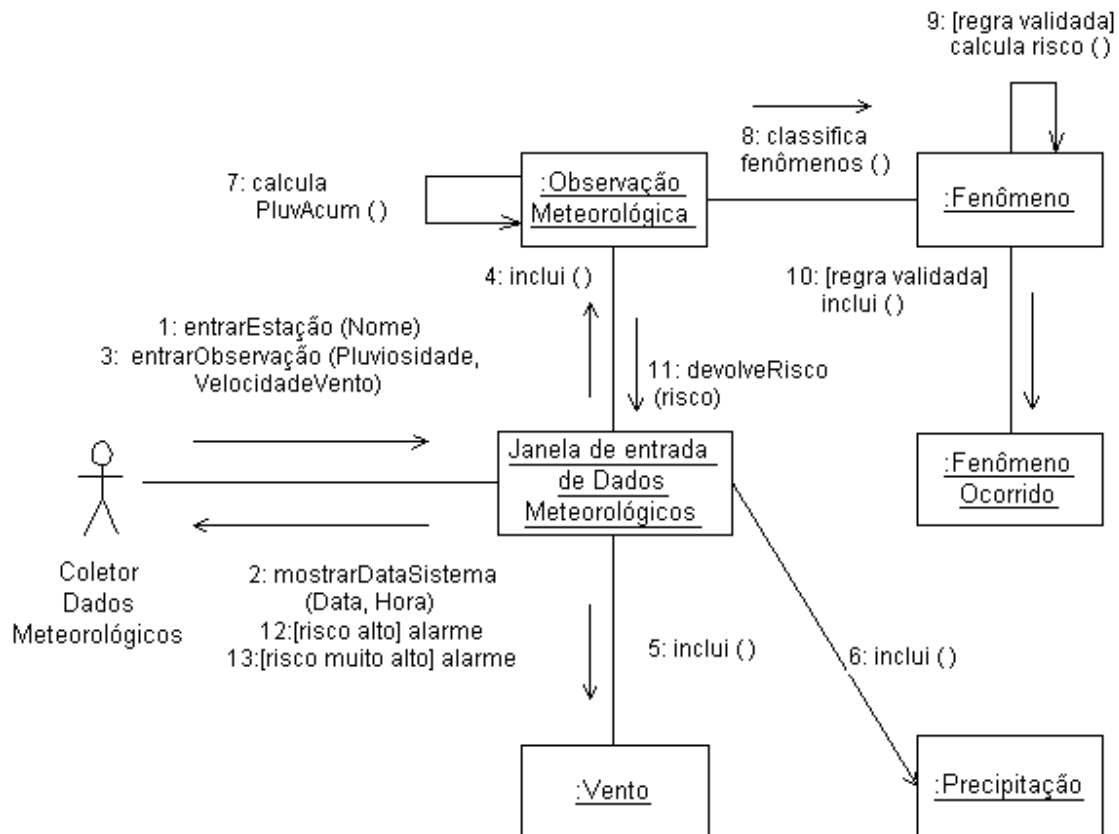 9: [regra validada]
calcula risco ( )
8: classifica
fenômenos ( )
7: calcula
PluvAcum ( )
:Observação
Meteorológica
:Fenômeno
4: inclui ( )
10: [regra validada]
inclui ( )
1: entrarEstação (Nome)
3: entrarObservação (Pluviosidade,
VelocidadeVento)
11: devolveRisco
(risco)
Janela de entrada
de Dados
Meteorológicos
:Fenômeno
Ocorrido
Coletor
Dados
Meteorológicos
2: mostrarDataSistema
(Data, Hora)
12:[risco alto] alarme
13:[risco muito alto] alarme
5: inclui ( )
6: inclui ( )
:Vento
:Precipitação